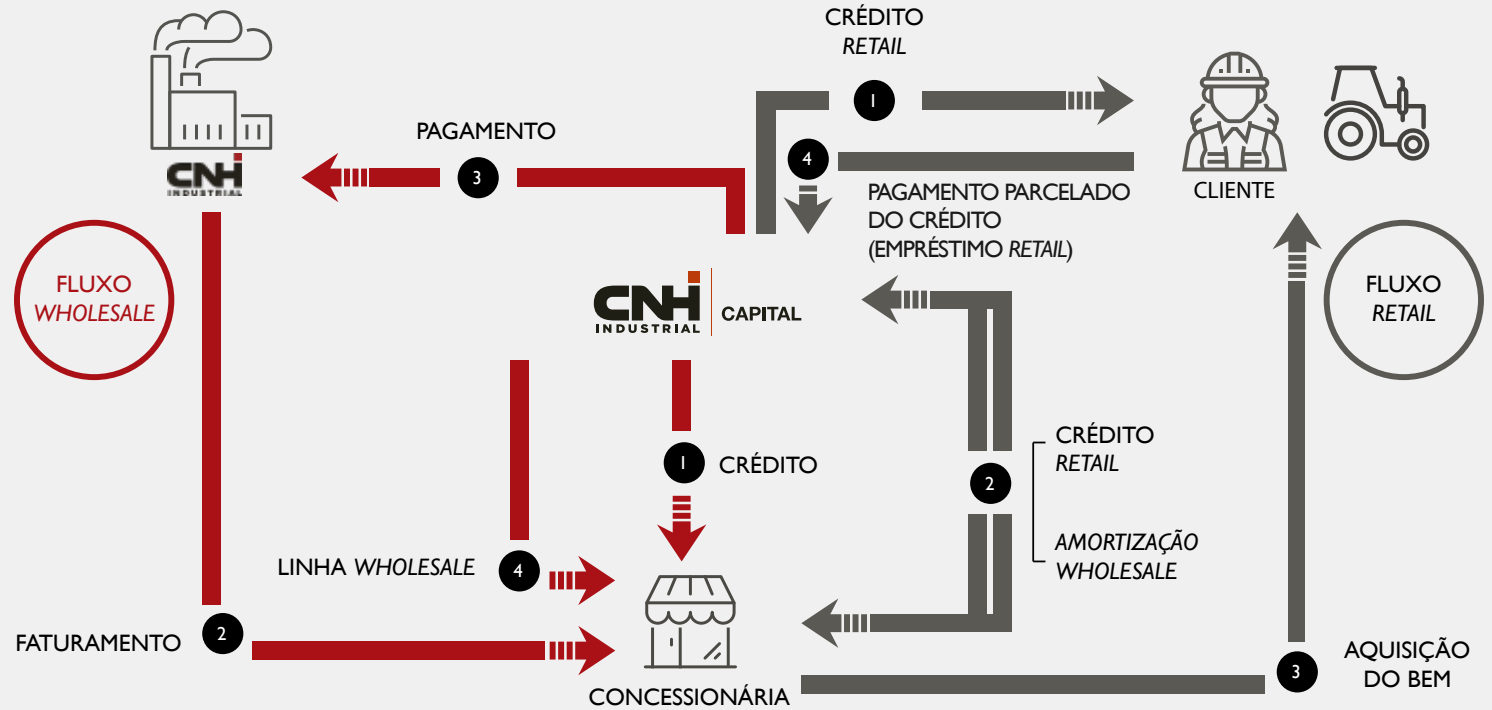 CRÉDITO
RETAIL
1
PAGAMENTO
3
CNH
INDUSTRIAL
4
PAGAMENTO PARCELADO
DO CRÉDITO
(EMPRÉSTIMO RETAIL)
CLIENTE
FLUXO
WHOLESALE
CNH
INDUSTRIAL
CAPITAL
FLUXO
RETAIL
1
CRÉDITO
2
CRÉDITO
RETAIL
AMORTIZAÇÃO
WHOLESALE
LINHA WHOLESALE
4
FATURAMENTO
2
CONCESSIONÁRIA
3
AQUISIÇÃO
DO BEM